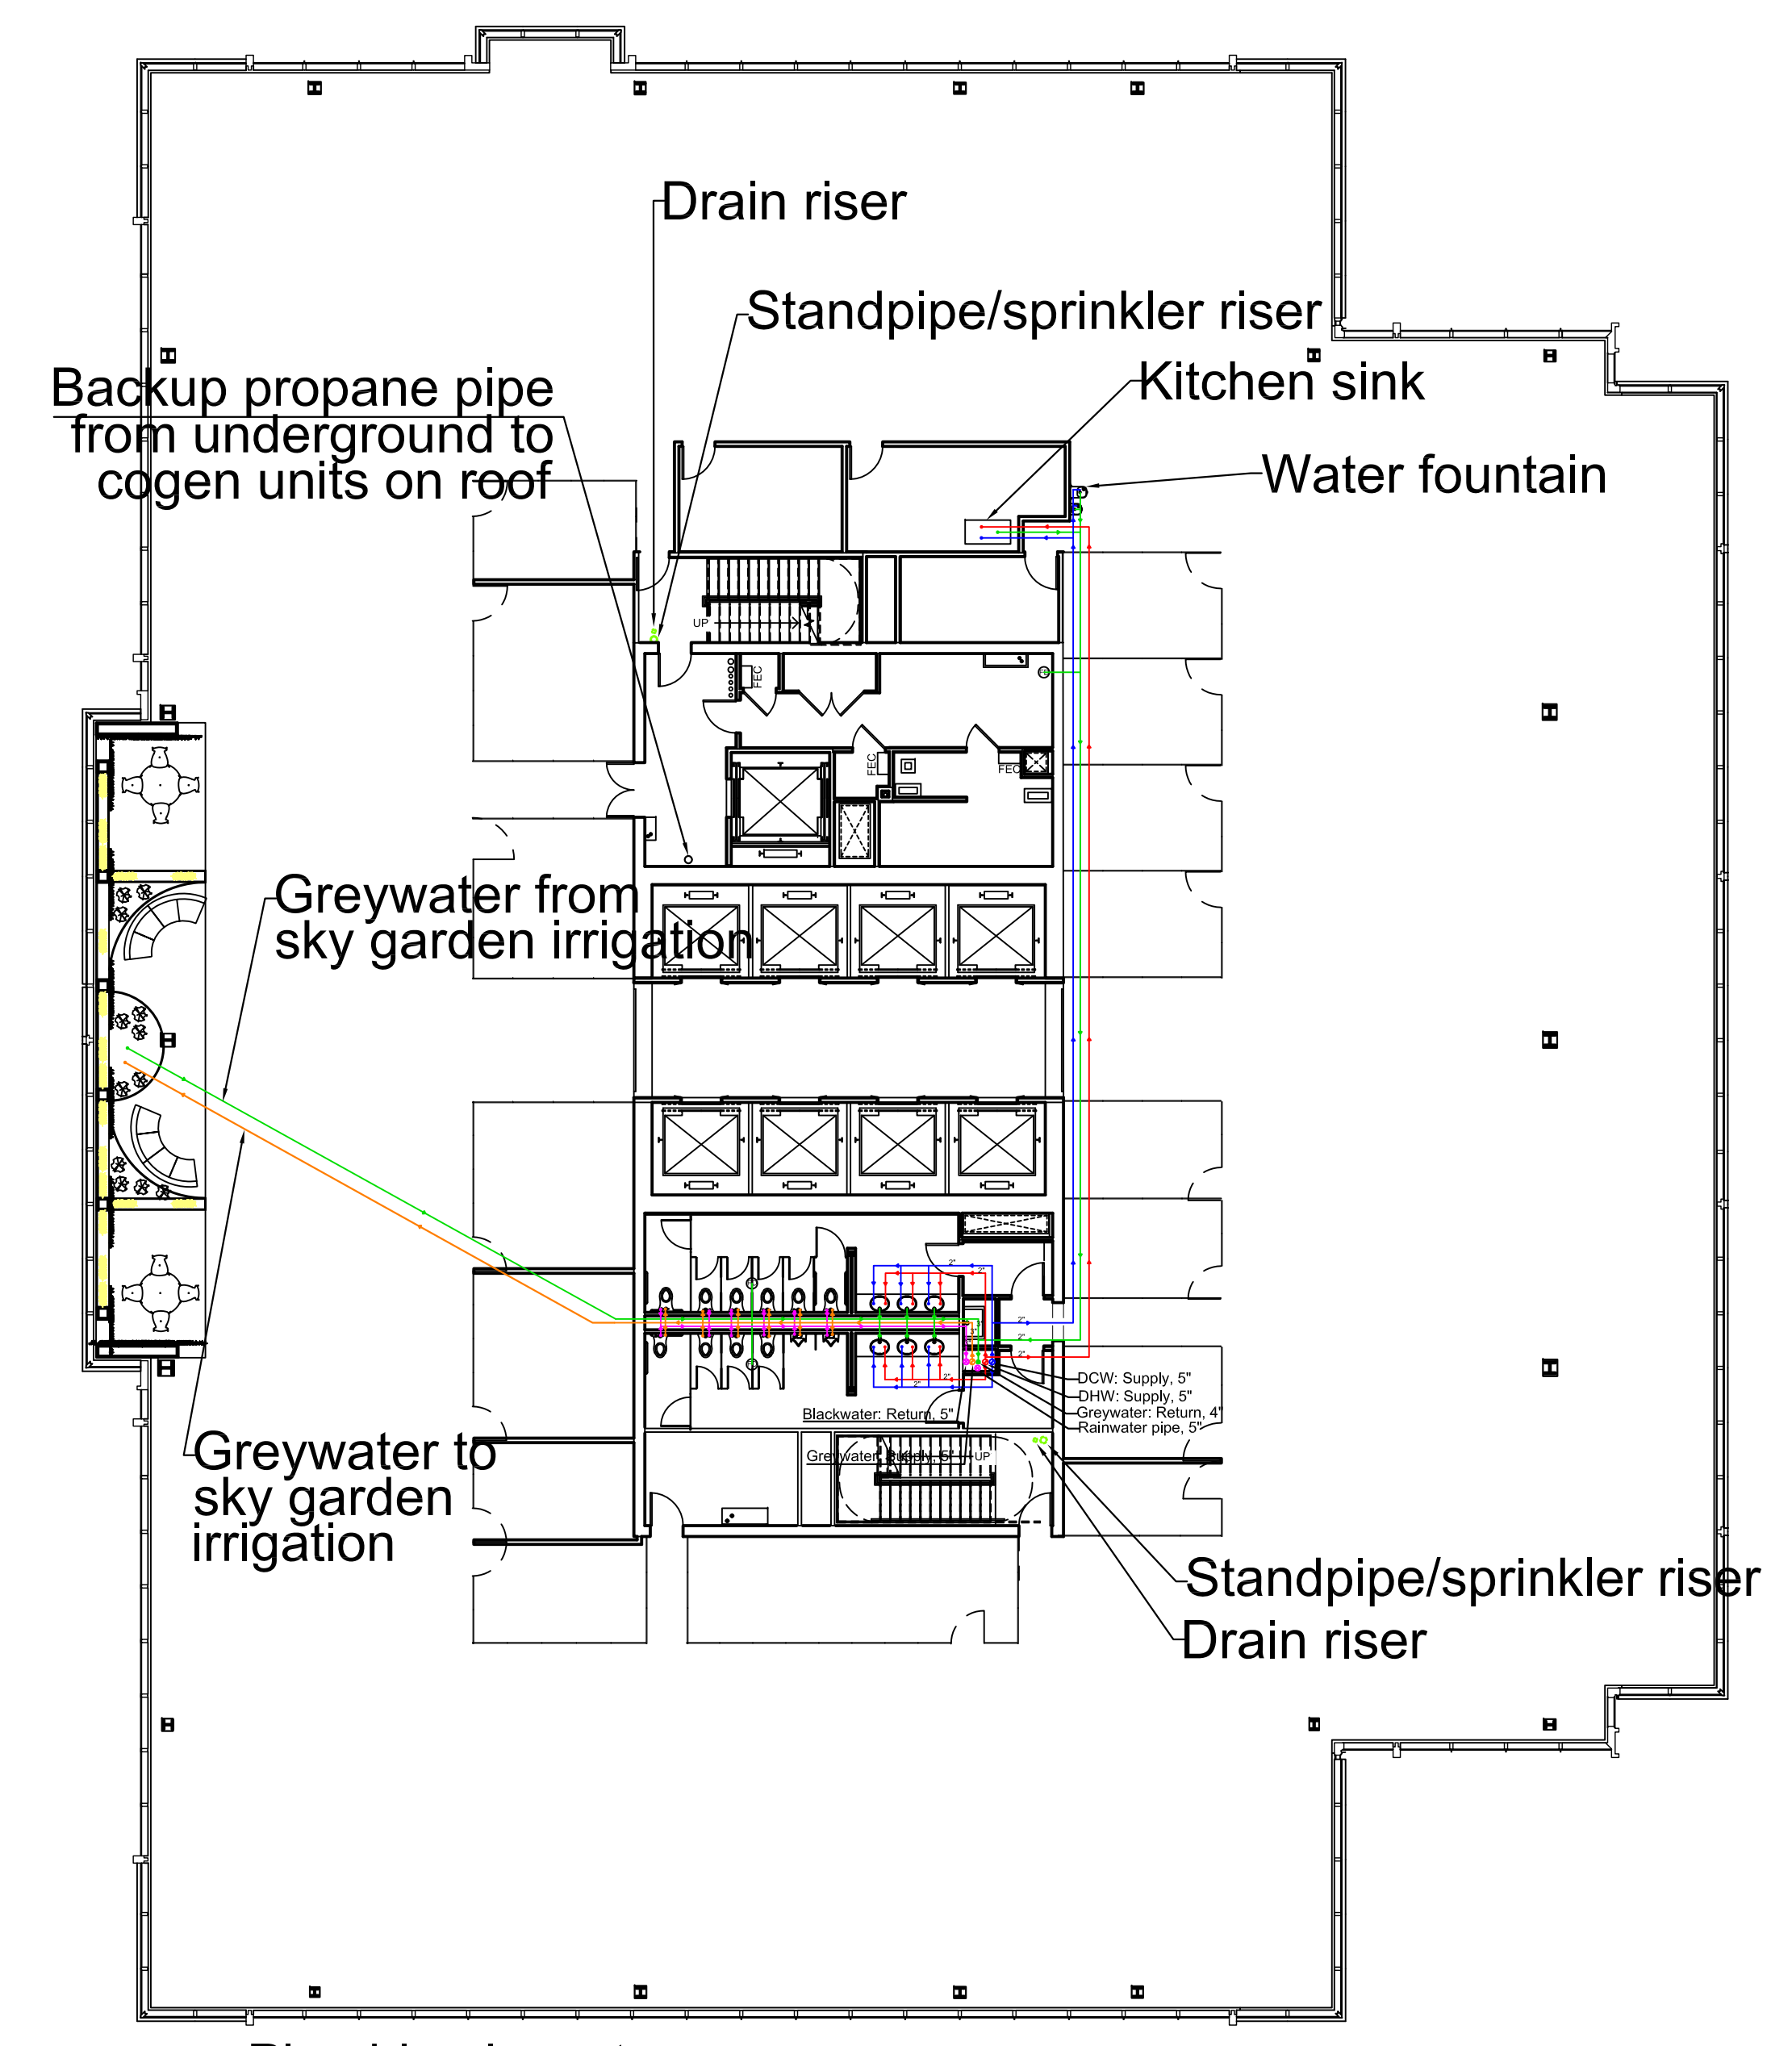 Drain riser
Standpipe/sprinkler riser
Backup propane pipe
from underground to
cogen units on roof
Kitchen sink
Water fountain
UP
FEC
FEC
FEC
Greywater from
sky garden irrigation
2"
2"
2"
2"
2"
2"
2"
DCW: Supply, 5"
DHW: Supply, 5"
Greywater: Return, 4"
Rainwater pipe, 5"
Blackwater: Return, 5"
Greywater: Supply, 5"
UP
Greywater to
sky garden
irrigation
Standpipe/sprinkler riser
Drain riser